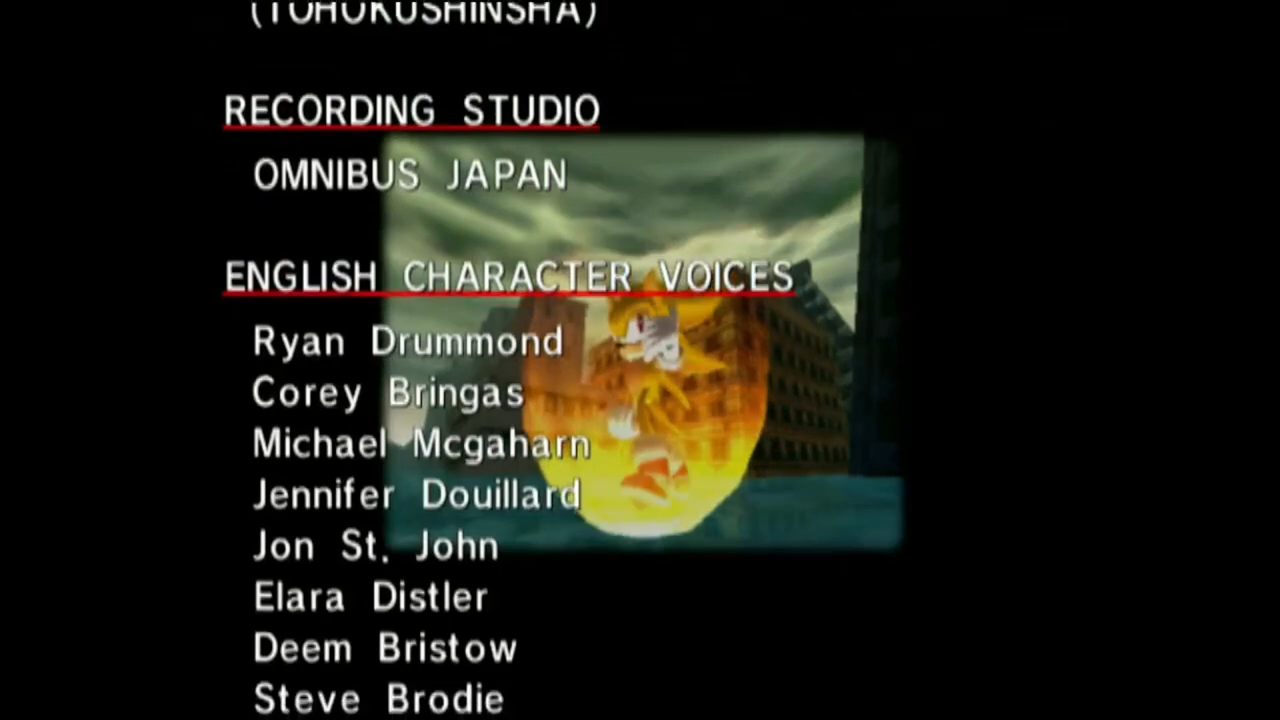 (TOHOKUSHINSHA)
RECORDING STUDIO
OMNIBUS JAPAN
ENGLISH CHARACTER VOICES
Ryan Drummond
Corey Bringas
Michael Mcgaharn
Jennifer Douillard
Jon St. John
Elara Distler
Deem Bristow
Steve Brodie